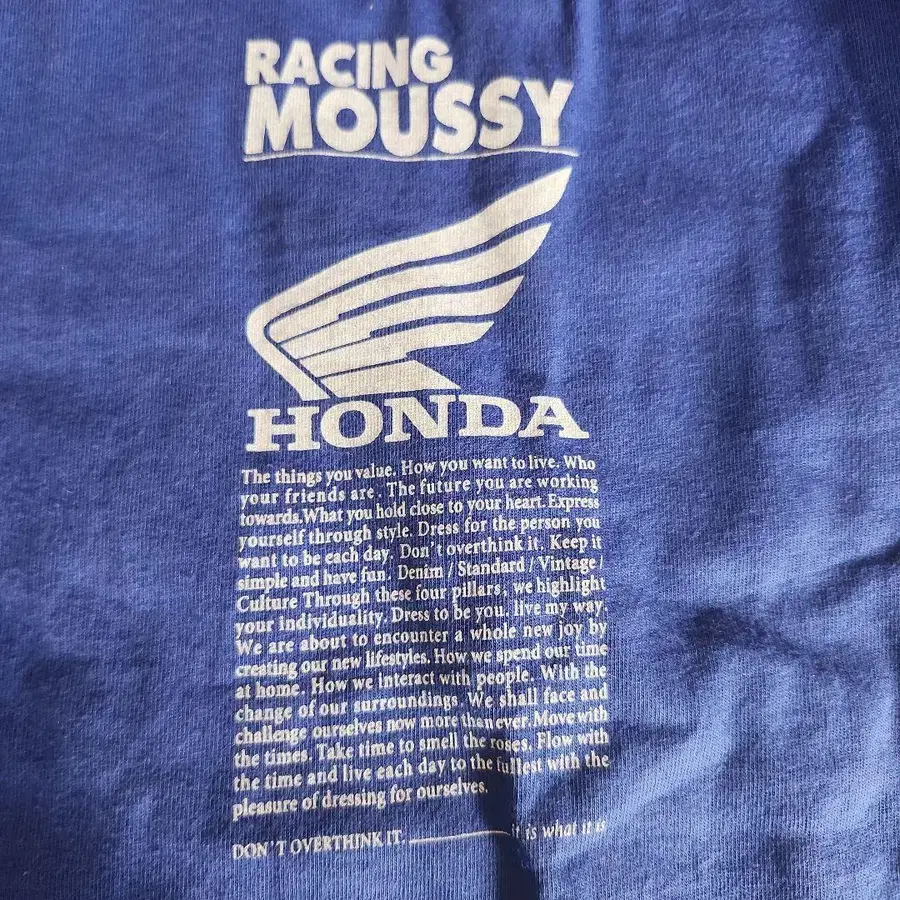 RACING
MOUSSY
HONDA
The things you value. How you want to live. Who
your friends are. The future you are working
towards.What you hold close to your heart. Express
yourself through style. Dress for the person you
want to be each day. Don't overthink it. Keep it
simple and have fun. Denim / Standard / Vintage /
Culture Through these four pillars, we highlight
your individuality. Dress to be you. live my way.
We are about to encounter a whole new joy by
creating our new lifestyles. How we spend our time
at home. How we interact with people. With the
change of our surroundings. We shall face and
challenge ourselves now more than ever. Move with
the times. Take time to smell the roses. Flow with
the time and live each day to the fullest with the
pleasure of dressing for ourselves.
DON'T OVERTHINK IT. it is what it is